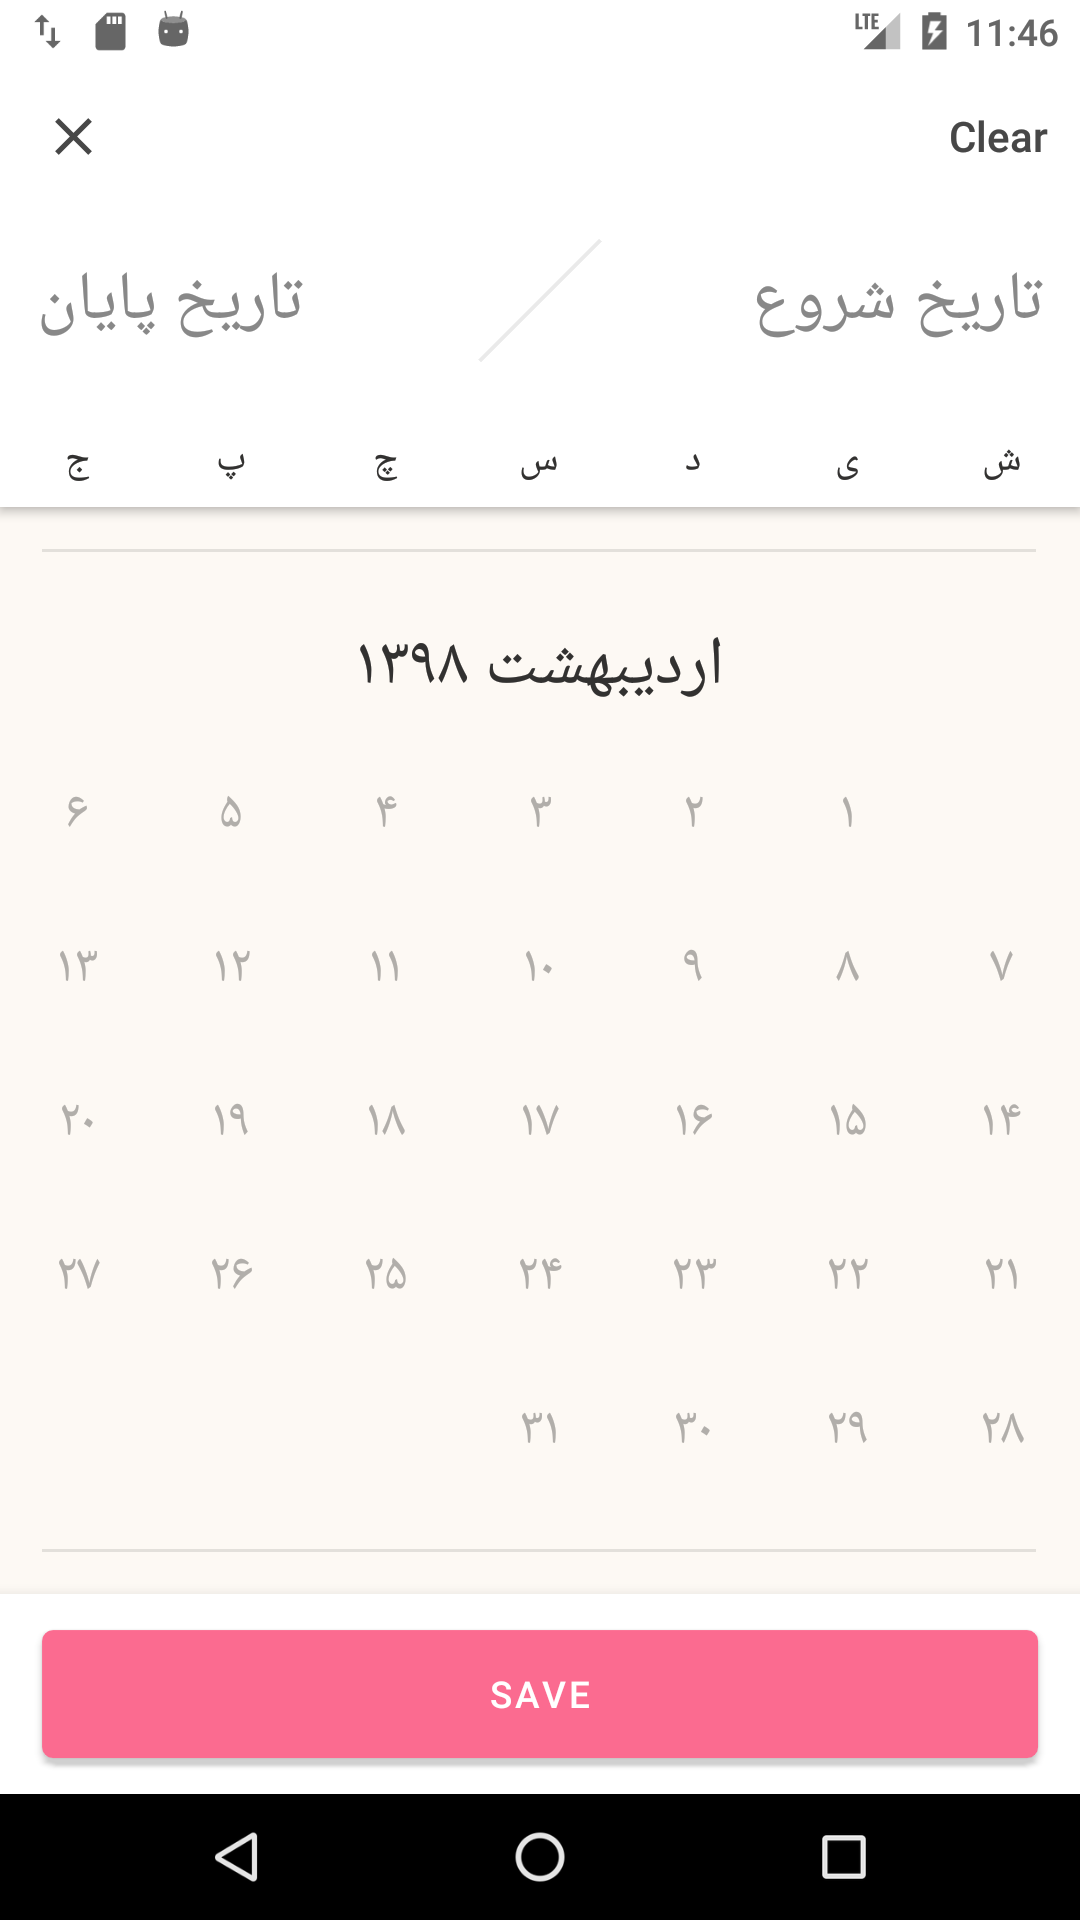 LTE 11:46
Clear
تاریخ شروع تاریخ پایان
ش ی د س چ پ ج
اردیبهشت ۱۳۹۸
۱ ۲ ۳ ۴ ۵ ۶
۷ ۸ ۹ ۱۰ ۱۱ ۱۲ ۱۳
۱۴ ۱۵ ۱۶ ۱۷ ۱۸ ۱۹ ۲۰
۲۱ ۲۲ ۲۳ ۲۴ ۲۵ ۲۶ ۲۷
۲۸ ۲۹ ۳۰ ۳۱
SAVE